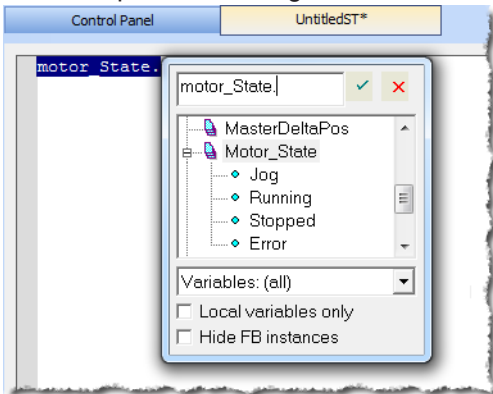 Control Panel
UntitledST*
motor_State.
motor_State.
MasterDeltaPos
Motor_State
Jog
Running
Stopped
Error
Variables: (all)
Local variables only
Hide FB instances